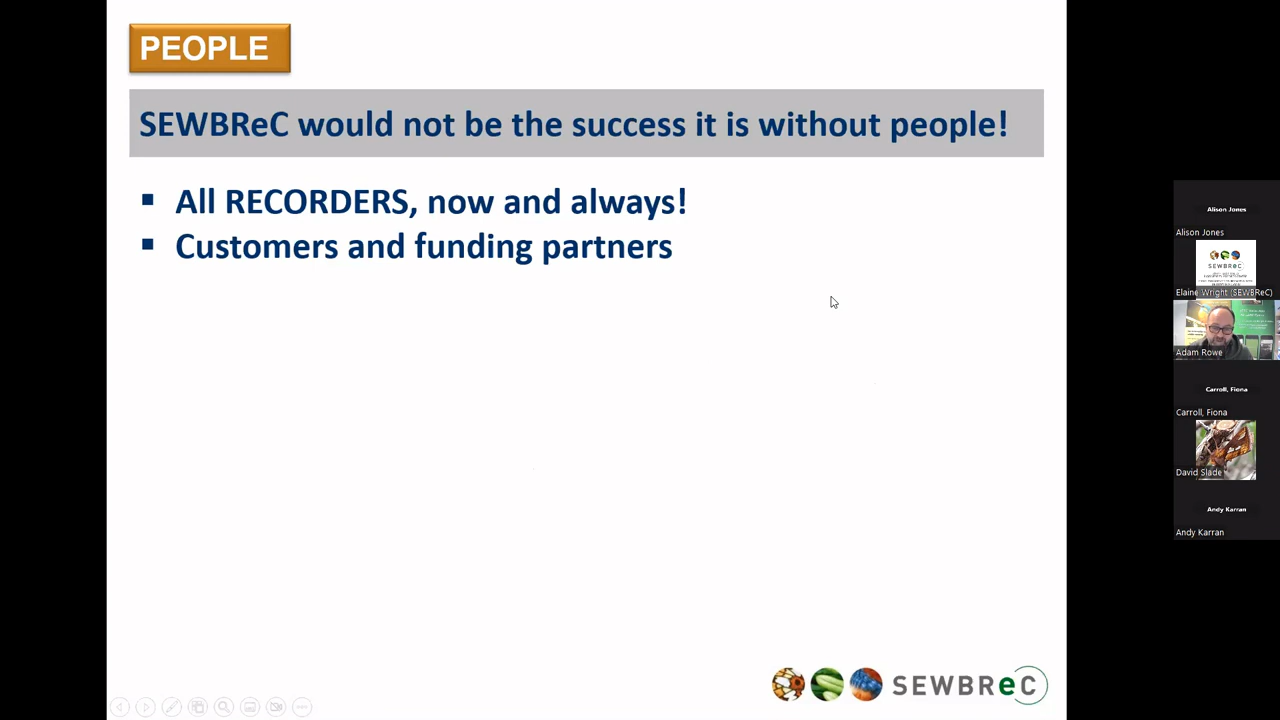 PEOPLE
SEWBReC would not be the success it is without people!
▪ All RECORDERS, now and always!
▪ Customers and funding partners
Alison Jones
Alison Jones
SEWBReC
Elaine Wright (SEWBReC)
Adam Rowe
Carroll, Fiona
Carroll, Fiona
David Slade
Andy Karran
Andy Karran
SEWBReC